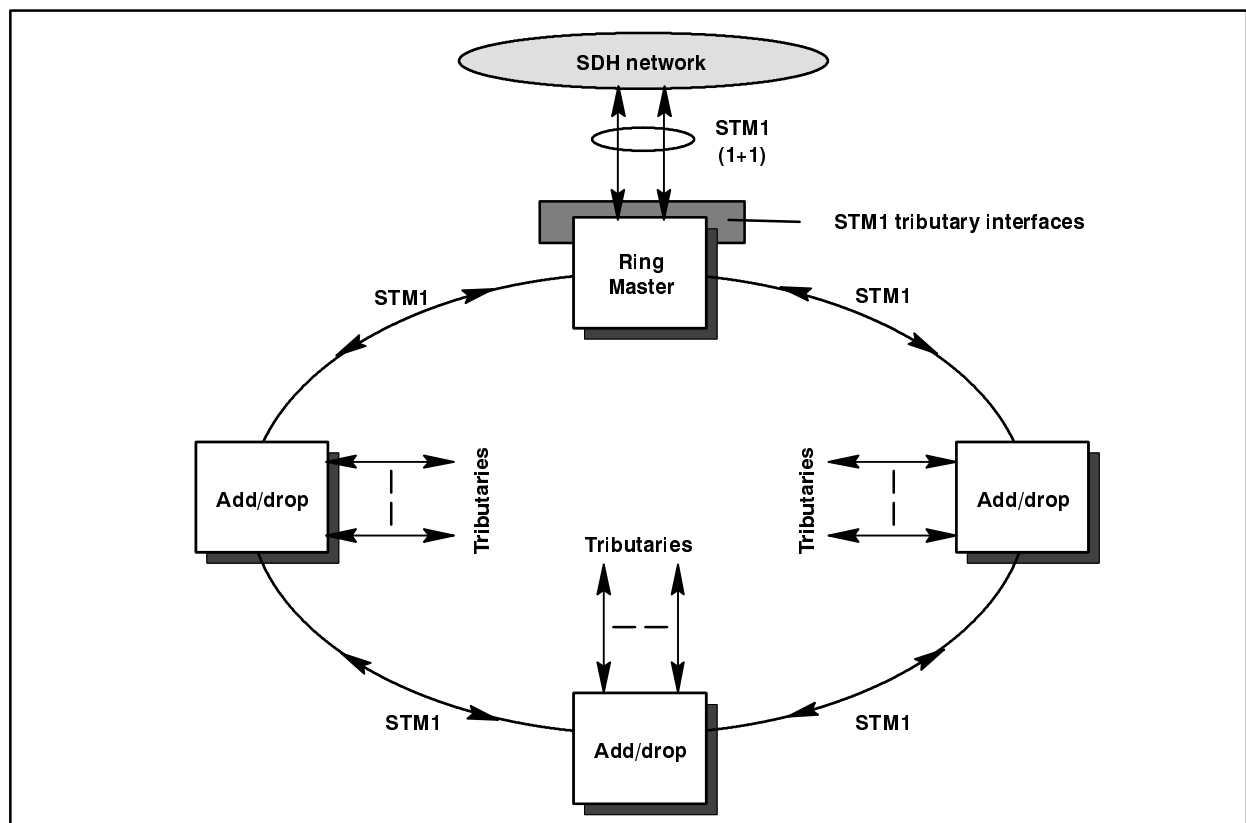 SDH network
STM1
(1+1)
STM1 tributary interfaces
Ring
Master
STM1
STM1
Add/drop
Tributaries
Tributaries
Add/drop
Tributaries
STM1
Add/drop
STM1